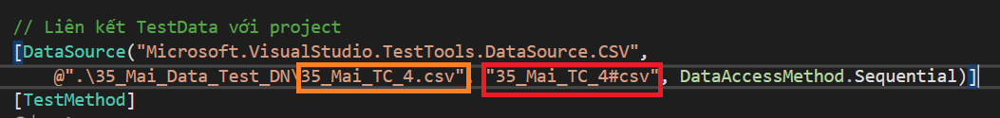 // Liên kết TestData với project
[DataSource("Microsoft.VisualStudio.TestTools.DataSource.CSV",
@".\35_Mai_Data_Test_DN\35_Mai_TC_4.csv", "35_Mai_TC_4#csv", DataAccessMethod.Sequential)]
[TestMethod]